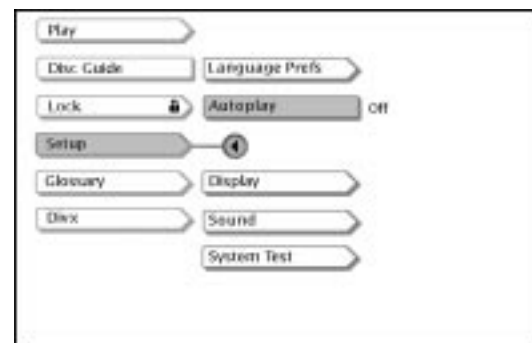 Play
Disc Guide
Language Prefs
Lock
Autoplay
Off
Setup
Glossary
Display
Divx
Sound
System Test